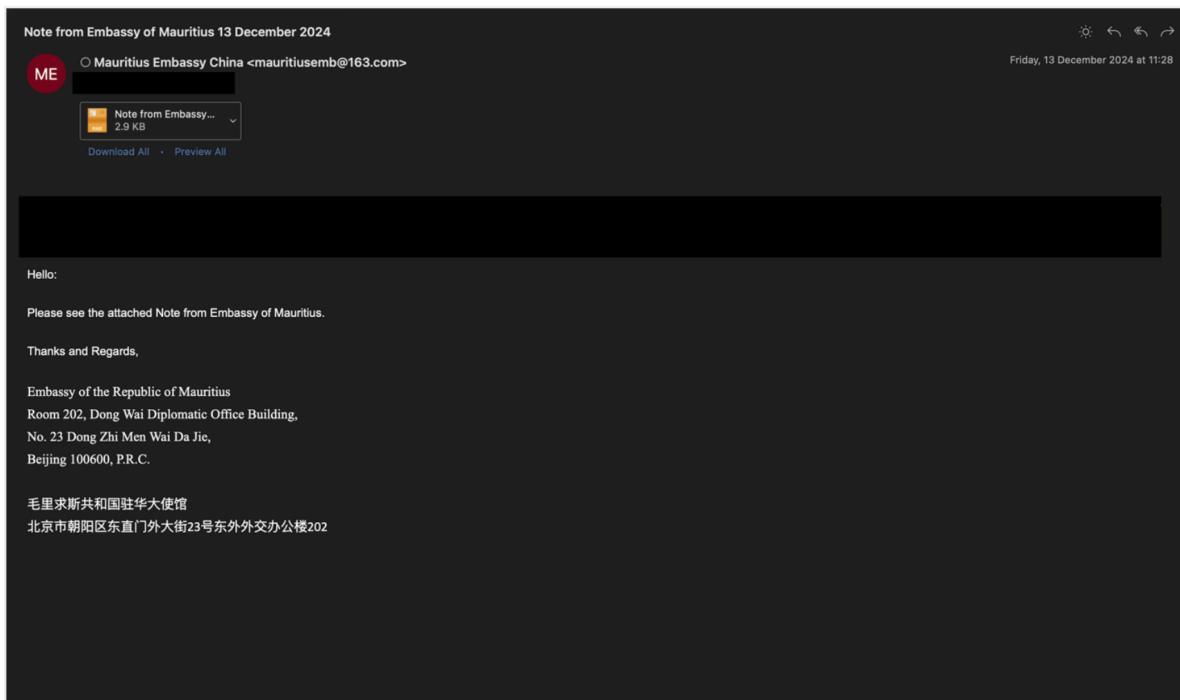 Note from Embassy of Mauritius 13 December 2024
Mauritius Embassy China <mauritiusemb@163.com>
Friday, 13 December 2024 at 11:28
ME
Note from Embassy...
2.9 KB
Download All • Preview All
Hello:
Please see the attached Note from Embassy of Mauritius.
Thanks and Regards,
Embassy of the Republic of Mauritius
Room 202, Dong Wai Diplomatic Office Building,
No. 23 Dong Zhi Men Wai Da Jie,
Beijing 100600, P.R.C.
毛里求斯共和国驻华大使馆
北京市朝阳区东直门外大街23号东外外交办公楼202